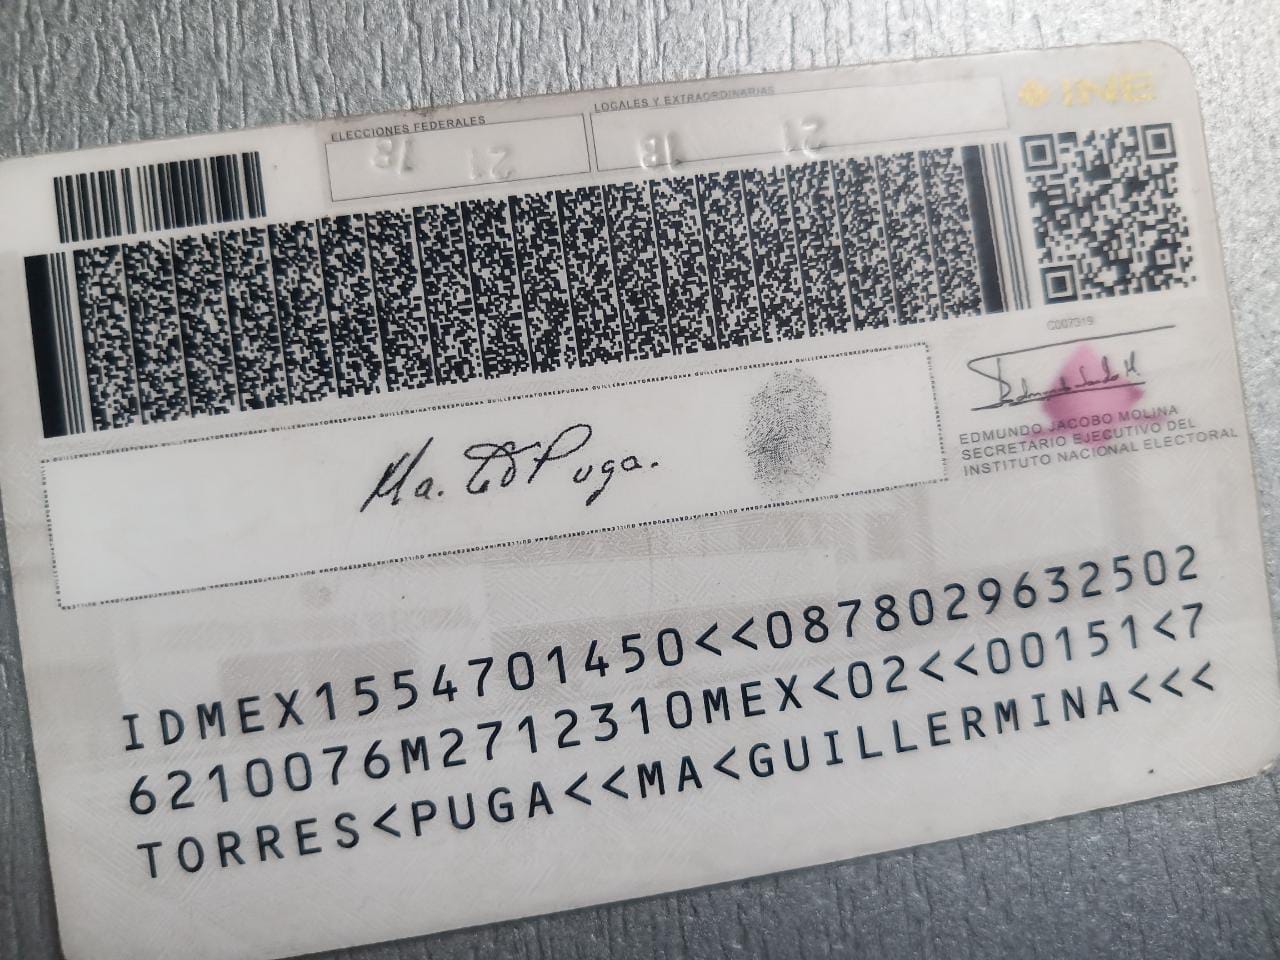 INE
ELECCIONES FEDERALES
LOCALES Y EXTRAORDINARIAS
18 21 18 21
C007319
Ma. G T Puga.
EDMUNDO JACOBO MOLINA
SECRETARIO EJECUTIVO DEL
INSTITUTO NACIONAL ELECTORAL
IDMEX1554701450<<0878029632502
6210076M2712310MEX<02<<00151<7
TORRES<PUGA<<MA<GUILLERMINA<<<